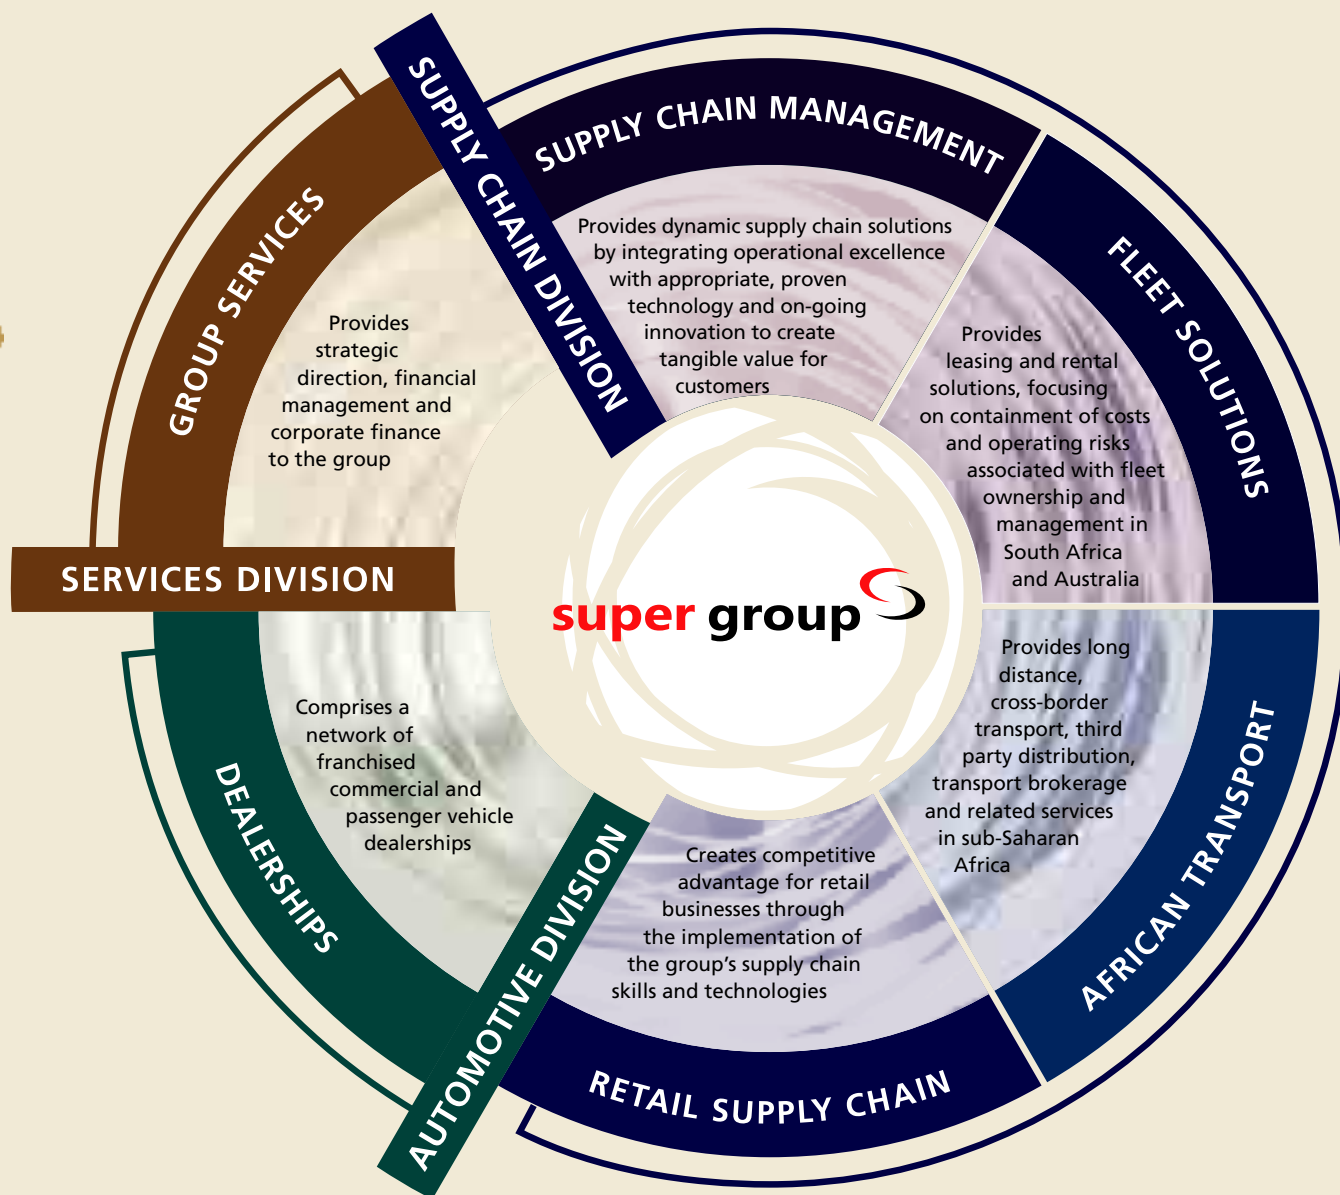 SUPPLY CHAIN DIVISION
SUPPLY CHAIN MANAGEMENT
Provides dynamic supply chain solutions
by integrating operational excellence
with appropriate, proven
technology and on-going
innovation to create
tangible value for
customers
FLEET SOLUTIONS
Provides
leasing and rental
solutions, focusing
on containment of costs
and operating risks
associated with fleet
ownership and
management in
South Africa
and Australia
AFRICAN TRANSPORT
Provides long
distance,
cross-border
transport, third
party distribution,
transport brokerage
and related services
in sub-Saharan
Africa
RETAIL SUPPLY CHAIN
Creates competitive
advantage for retail
businesses through
the implementation of
the group’s supply chain
skills and technologies
AUTOMOTIVE DIVISION
DEALERSHIPS
Comprises a
network of
franchised
commercial and
passenger vehicle
dealerships
SERVICES DIVISION
GROUP SERVICES
Provides
strategic
direction, financial
management and
corporate finance
to the group
super group